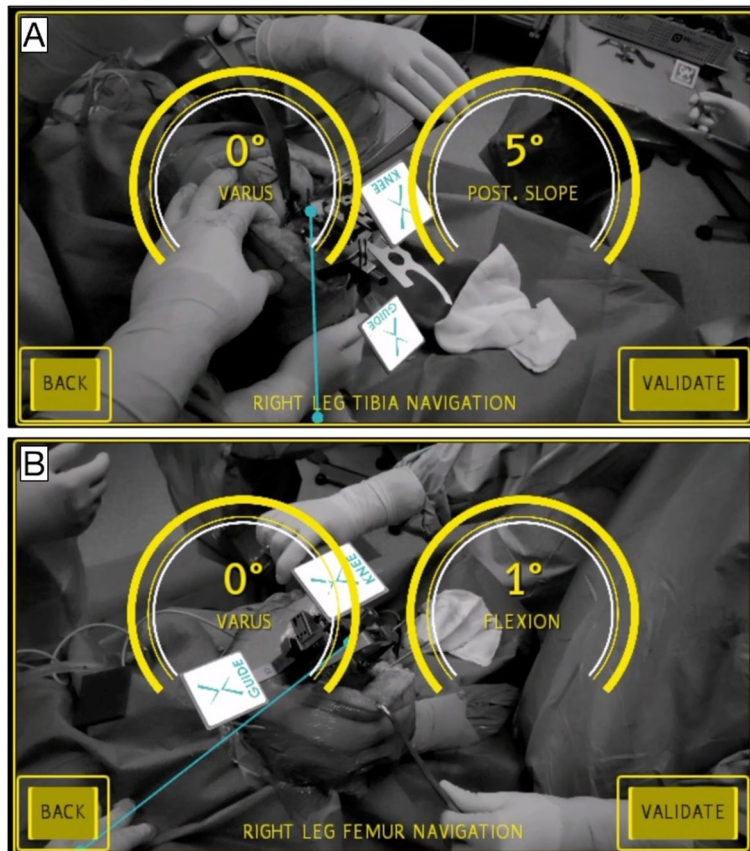 A
0°
VARUS
5°
POST. SLOPE
KNEE
GUIDE
BACK
VALIDATE
RIGHT LEG TIBIA NAVIGATION
B
0°
VARUS
1°
FLEXION
KNEE
GUIDE
BACK
VALIDATE
RIGHT LEG FEMUR NAVIGATION